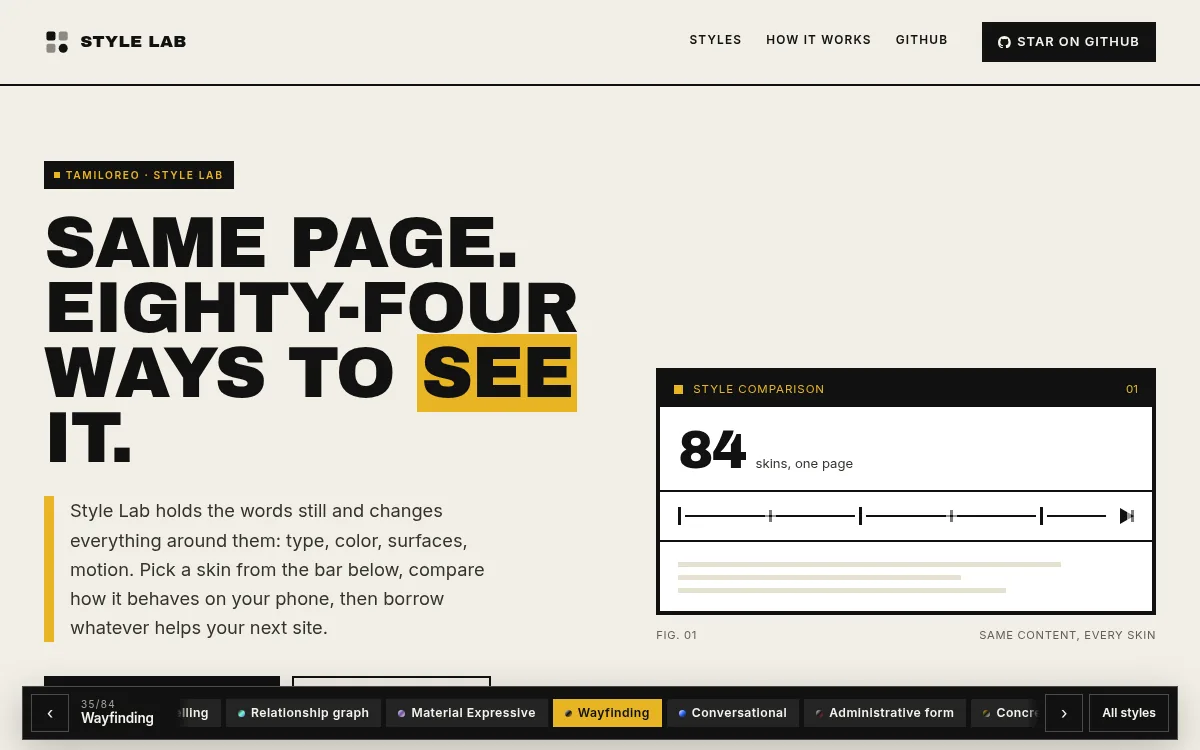 STYLE LAB
STYLES
HOW IT WORKS
GITHUB
STAR ON GITHUB
TAMILOREO · STYLE LAB
SAME PAGE.
EIGHTY-FOUR
WAYS TO SEE
IT.
Style Lab holds the words still and changes
everything around them: type, color, surfaces,
motion. Pick a skin from the bar below, compare
how it behaves on your phone, then borrow
whatever helps your next site.
STYLE COMPARISON
01
84 skins, one page
FIG. 01
SAME CONTENT, EVERY SKIN
35/84
Wayfinding
Relationship graph
Material Expressive
Wayfinding
Conversational
Administrative form
All styles